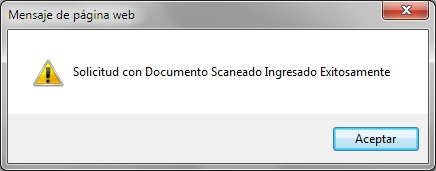 Mensaje de página web
Solicitud con Documento Scaneado Ingresado Exitosamente
Aceptar